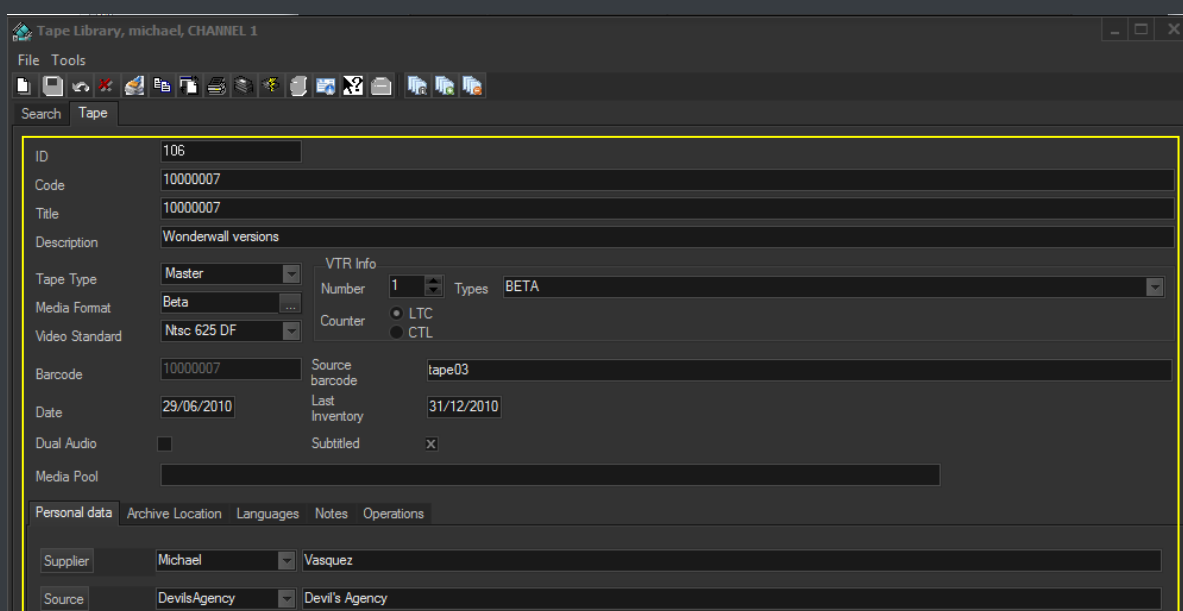 Tape Library, michael, CHANNEL 1
File Tools
Search Tape
ID 106
Code 10000007
Title 10000007
Description Wonderwall versions
Tape Type Master
Media Format Beta ...
Video Standard Ntsc 625 DF
VTR Info
Number 1 Types BETA
Counter LTC
CTL
Barcode 10000007
Source
barcode
tape03
Date 29/06/2010
Last
Inventory
31/12/2010
Dual Audio Subtitled
Media Pool
Personal data Archive Location Languages Notes Operations
Supplier Michael Vasquez
Source DevilsAgency Devil's Agency